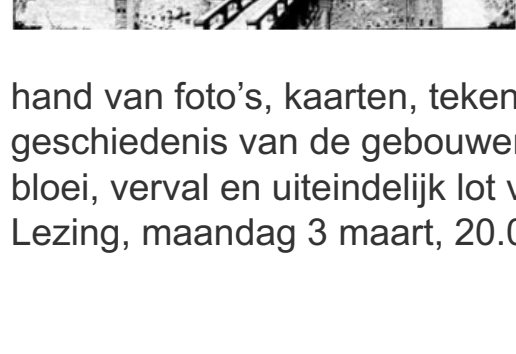 hand van foto's, kaarten, teken
geschiedenis van de gebouwe
bloei, verval en uiteindelijk lot v
Lezing, maandag 3 maart, 20.0